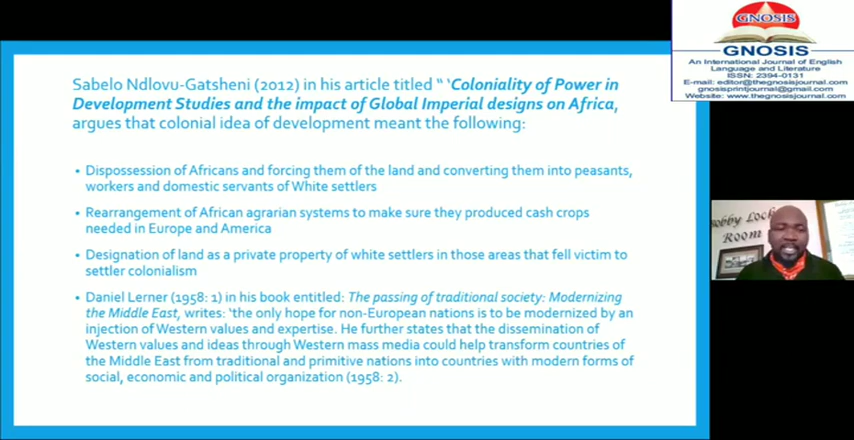 GNOSIS
GNOSIS
An International Journal of English
Language and Literature
ISSN: 2394-0131
E-mail: editor@thegnosisjournal.com
gnosisprintjournal@gmail.com
Website: www.thegnosisjournal.com
Sabelo Ndlovu-Gatsheni (2012) in his article titled “ ‘Coloniality of Power in
Development Studies and the impact of Global Imperial designs on Africa,
argues that colonial idea of development meant the following:
• Dispossession of Africans and forcing them of the land and converting them into peasants,
workers and domestic servants of White settlers
• Rearrangement of African agrarian systems to make sure they produced cash crops
needed in Europe and America
• Designation of land as a private property of white settlers in those areas that fell victim to
settler colonialism
• Daniel Lerner (1958: 1) in his book entitled: The passing of traditional society: Modernizing
the Middle East, writes: ‘the only hope for non-European nations is to be modernized by an
injection of Western values and expertise. He further states that the dissemination of
Western values and ideas through Western mass media could help transform countries of
the Middle East from traditional and primitive nations into countries with modern forms of
social, economic and political organization (1958: 2).
Room